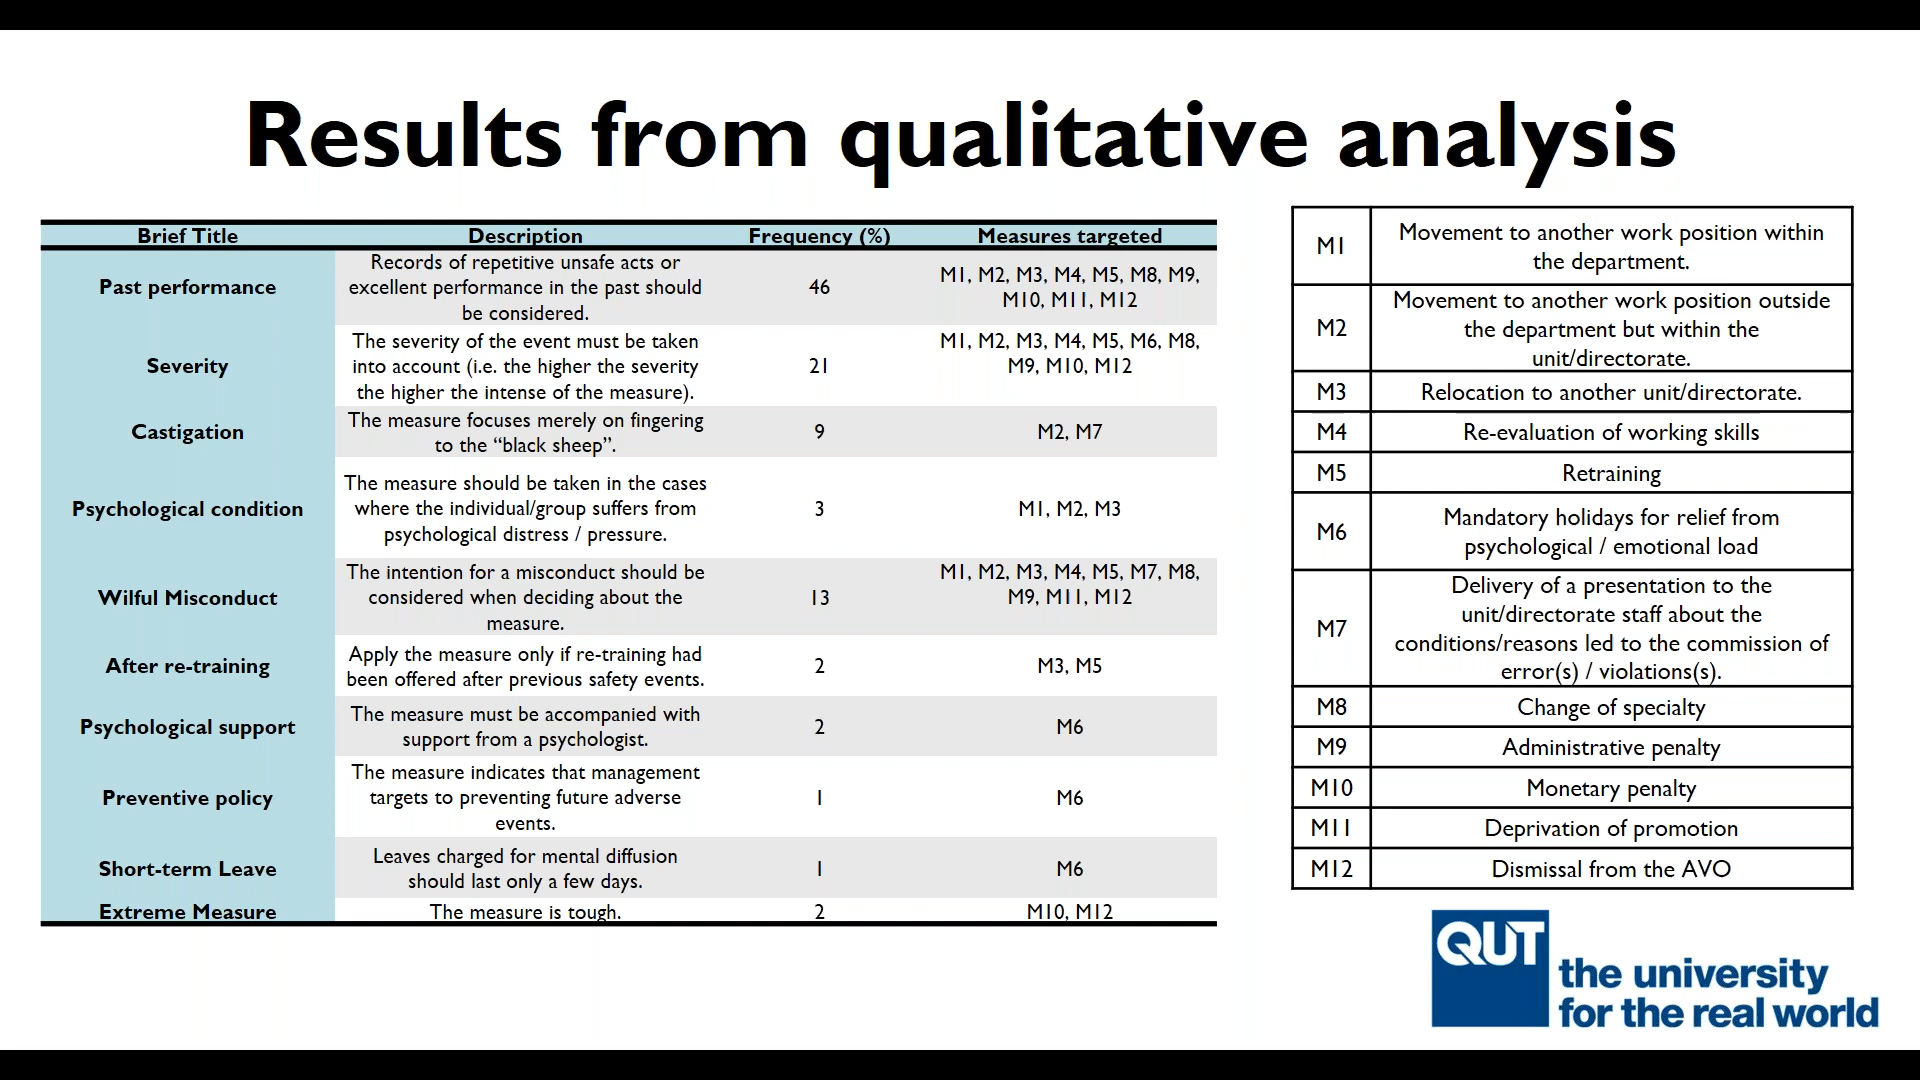 Results from qualitative analysis
Brief Title Description Frequency (%) Measures targeted
Past performance
Records of repetitive unsafe acts or
excellent performance in the past should
be considered.
46
M1, M2, M3, M4, M5, M8, M9,
M10, M11, M12
Severity
The severity of the event must be taken
into account (i.e. the higher the severity
the higher the intense of the measure).
21
M1, M2, M3, M4, M5, M6, M8,
M9, M10, M12
Castigation
The measure focuses merely on fingering
to the “black sheep”.
9
M2, M7
Psychological condition
The measure should be taken in the cases
where the individual/group suffers from
psychological distress / pressure.
3
M1, M2, M3
Wilful Misconduct
The intention for a misconduct should be
considered when deciding about the
measure.
13
M1, M2, M3, M4, M5, M7, M8,
M9, M11, M12
After re-training
Apply the measure only if re-training had
been offered after previous safety events.
2
M3, M5
Psychological support
The measure must be accompanied with
support from a psychologist.
2
M6
Preventive policy
The measure indicates that management
targets to preventing future adverse
events.
1
M6
Short-term Leave
Leaves charged for mental diffusion
should last only a few days.
1
M6
Extreme Measure
The measure is tough.
2
M10, M12
M1
Movement to another work position within
the department.
M2
Movement to another work position outside
the department but within the
unit/directorate.
M3 Relocation to another unit/directorate.
M4 Re-evaluation of working skills
M5 Retraining
M6
Mandatory holidays for relief from
psychological / emotional load
M7
Delivery of a presentation to the
unit/directorate staff about the
conditions/reasons led to the commission of
error(s) / violations(s).
M8 Change of specialty
M9 Administrative penalty
M10 Monetary penalty
M11 Deprivation of promotion
M12 Dismissal from the AVO
QUT
the university
for the real world